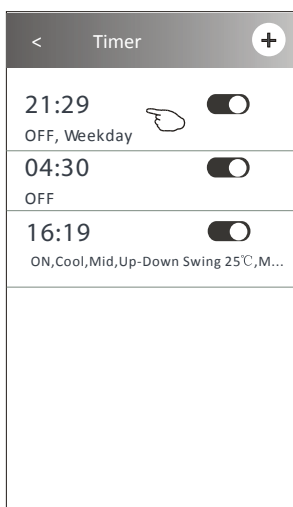 < Timer +
21:29
OFF, Weekday
04:30
OFF
16:19
ON,Cool,Mid,Up-Down Swing 25℃,M...